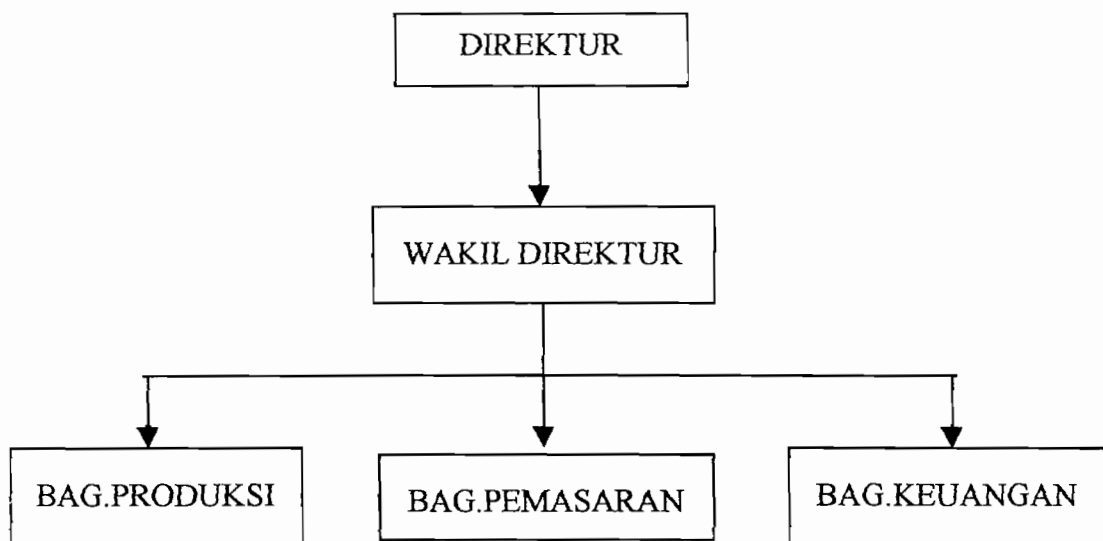 DIREKTUR
WAKIL DIREKTUR
BAG.PRODUKSI
BAG.PEMASARAN
BAG.KEUANGAN